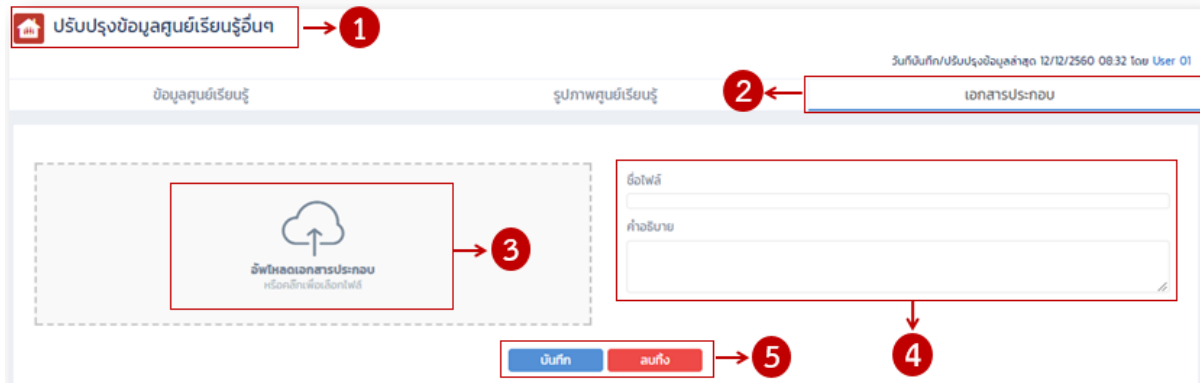 ปรับปรุงข้อมูลศูนย์เรียนรู้อื่นๆ
1
วันที่บันทึก/ปรับปรุงข้อมูลล่าสุด 12/12/2560 08:32 โดย User 01
ข้อมูลศูนย์เรียนรู้ รูปภาพศูนย์เรียนรู้ 2 เอกสารประกอบ
ชื่อไฟล์
คำอธิบาย
3
อัพโหลดเอกสารประกอบ
หรือคลิกเพื่อเลือกไฟล์
4
บันทึก ลบทิ้ง 5